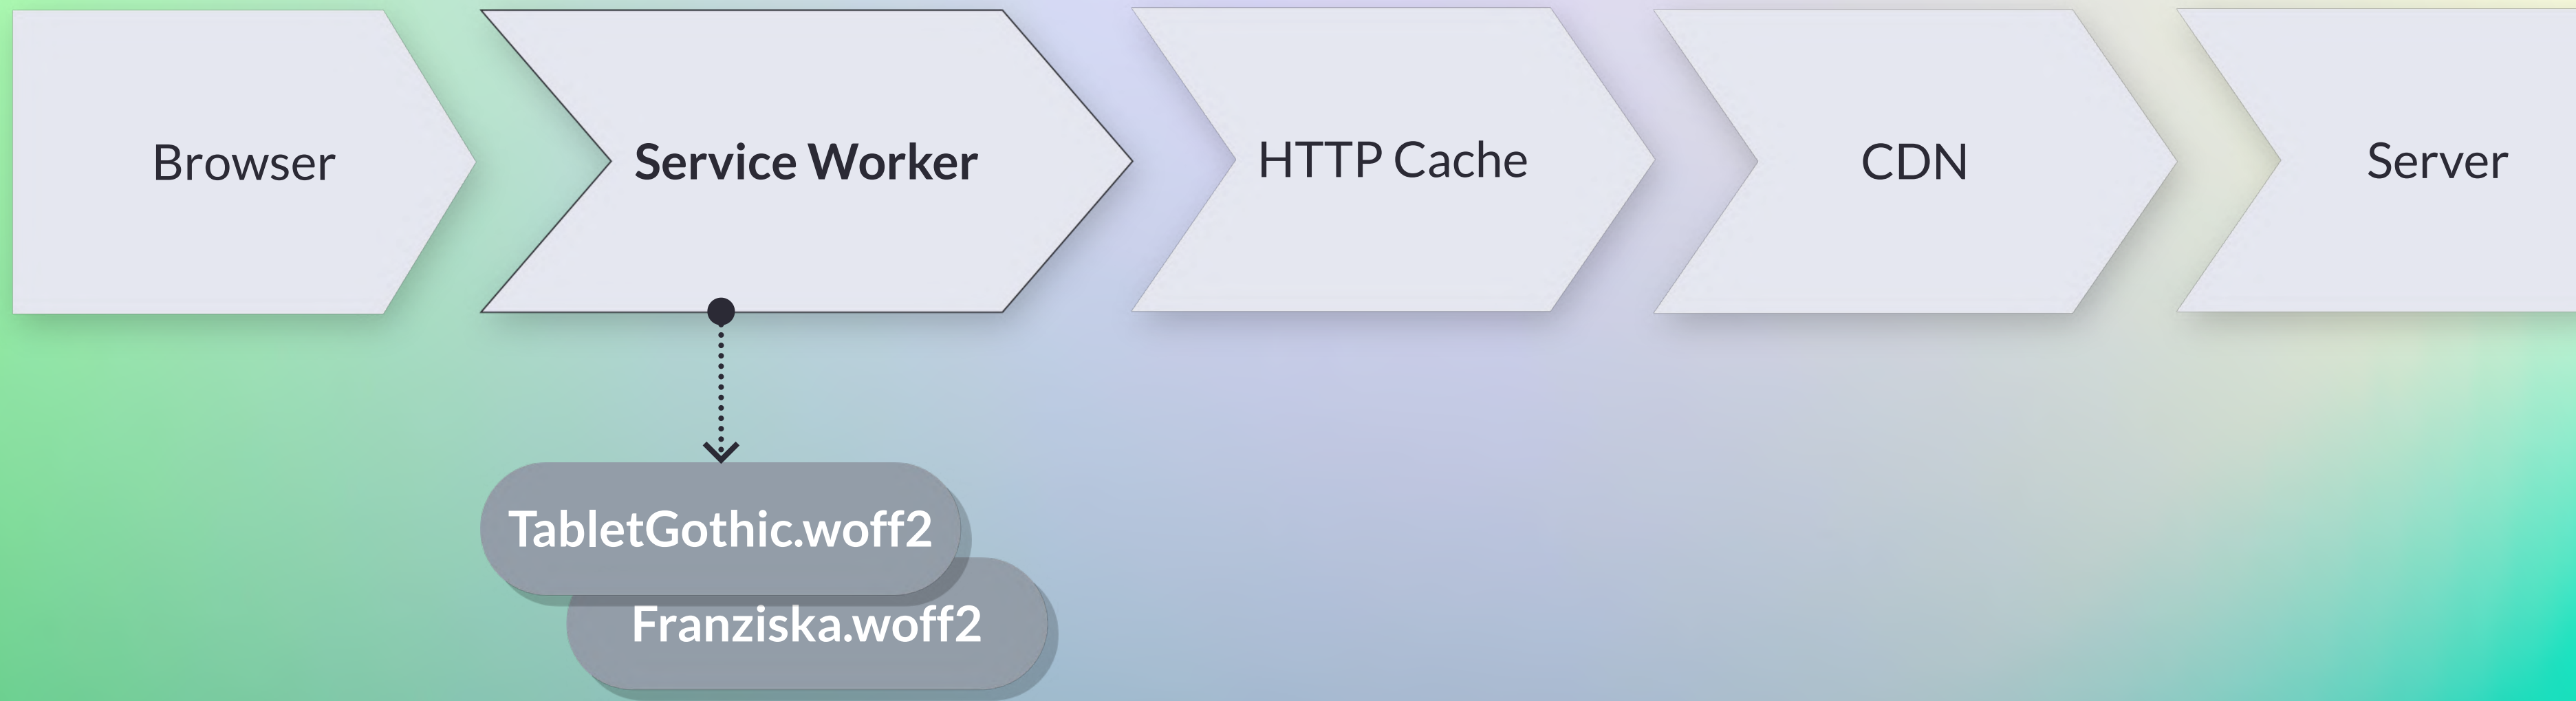 Browser
Service Worker
HTTP Cache
CDN
Server
TabletGothic.woff2
Franziska.woff2